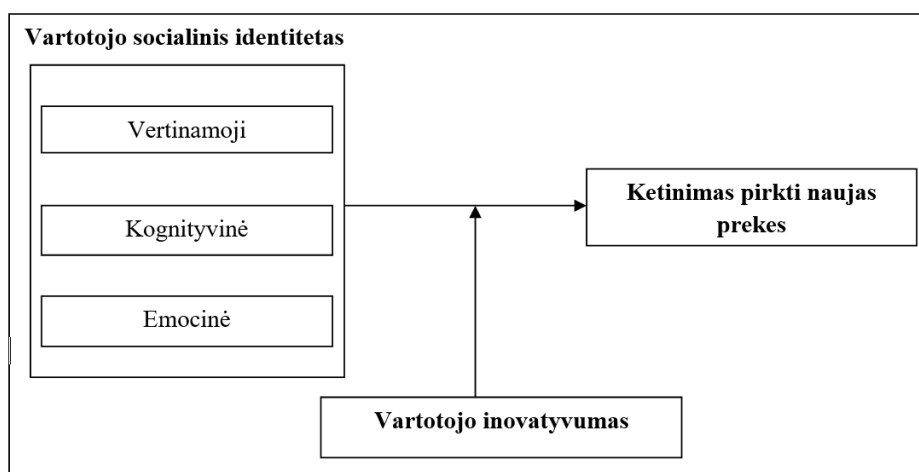 Vartotojo socialinis identitetas
Vertinamoji
Kognityvinė
Emocinė
Ketinimas pirkti naujas
prekes
Vartotojo inovatyvumas